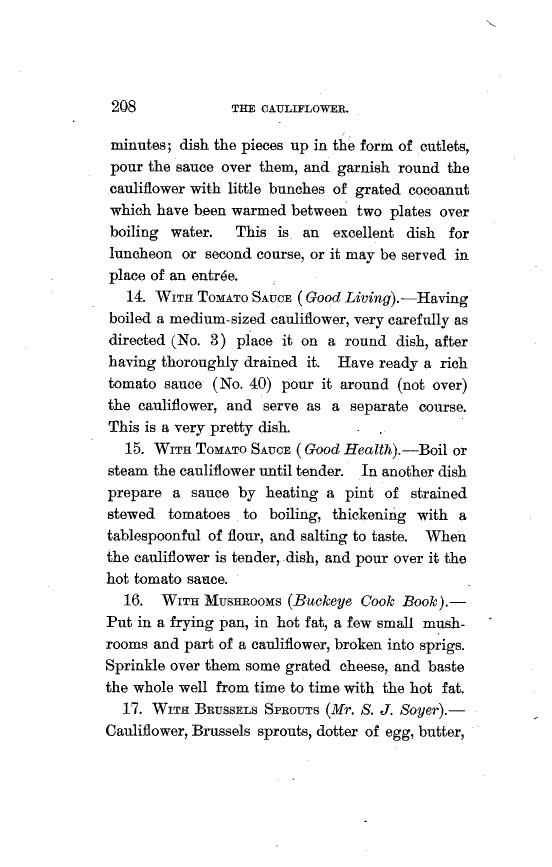 208 THE CAULIFLOWER.
minutes; dish the pieces up in the form of cutlets,
pour the sauce over them, and garnish round the
cauliflower with little bunches of grated cocoanut
which have been warmed between two plates over
boiling water. This is an excellent dish for
luncheon or second course, or it may be served in
place of an entrée.
14. WITH TOMATO SAUCE (Good Living).—Having
boiled a medium-sized cauliflower, very carefully as
directed (No. 3) place it on a round dish, after
having thoroughly drained it. Have ready a rich
tomato sauce (No. 40) pour it around (not over)
the cauliflower, and serve as a separate course.
This is a very pretty dish.
15. WITH TOMATO SAUCE (Good Health).—Boil or
steam the cauliflower until tender. In another dish
prepare a sauce by heating a pint of strained
stewed tomatoes to boiling, thickening with a
tablespoonful of flour, and salting to taste. When
the cauliflower is tender, dish, and pour over it the
hot tomato sauce.
16. WITH MUSHROOMS (Buckeye Cook Book).—
Put in a frying pan, in hot fat, a few small mush-
rooms and part of a cauliflower, broken into sprigs.
Sprinkle over them some grated cheese, and baste
the whole well from time to time with the hot fat.
17. WITH BRUSSELS SPROUTS (Mr. S. J. Soyer).—
Cauliflower, Brussels sprouts, dotter of egg, butter,